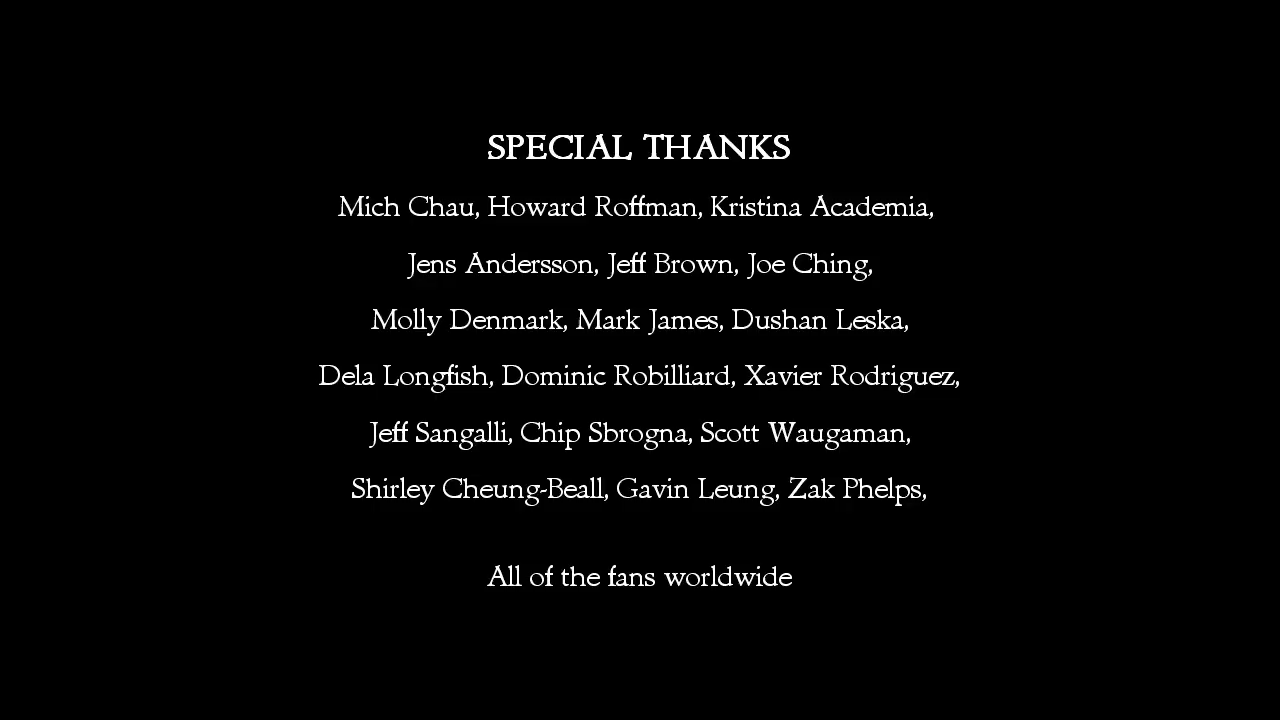 SPECIAL THANKS
Mich Chau, Howard Roffman, Kristina Academia,
Jens Andersson, Jeff Brown, Joe Ching,
Molly Denmark, Mark James, Dushan Leska,
Dela Longfish, Dominic Robilliard, Xavier Rodriguez,
Jeff Sangalli, Chip Sbrogna, Scott Waugaman,
Shirley Cheung-Beall, Gavin Leung, Zak Phelps,
All of the fans worldwide